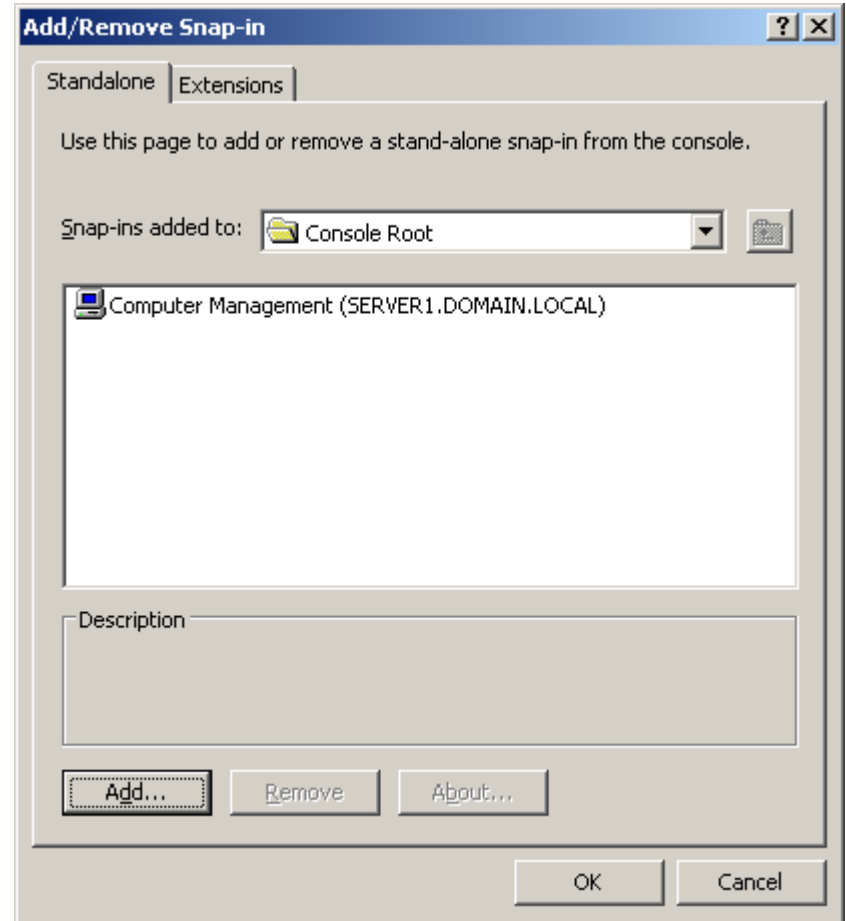 Add/Remove Snap-in
Standalone
Extensions
Use this page to add or remove a stand-alone snap-in from the console.
Snap-ins added to:
Console Root
Computer Management (SERVER1.DOMAIN.LOCAL)
Description
Add...
Remove
About...
OK
Cancel